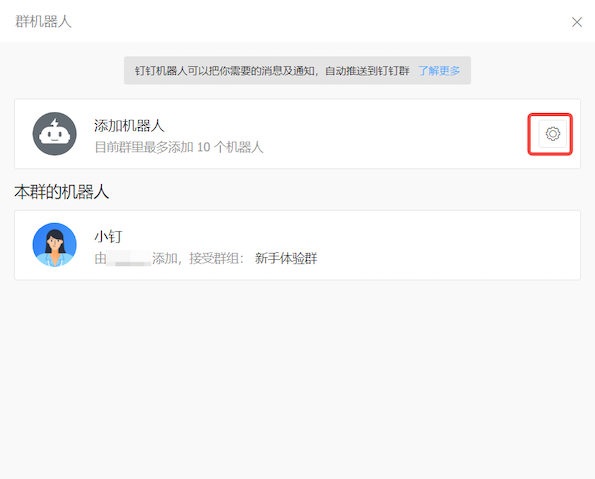 群机器人
钉钉机器人可以把你需要的消息及通知，自动推送到钉钉群 了解更多
添加机器人
目前群里最多添加 10 个机器人
本群的机器人
小钉
由 添加，接受群组： 新手体验群